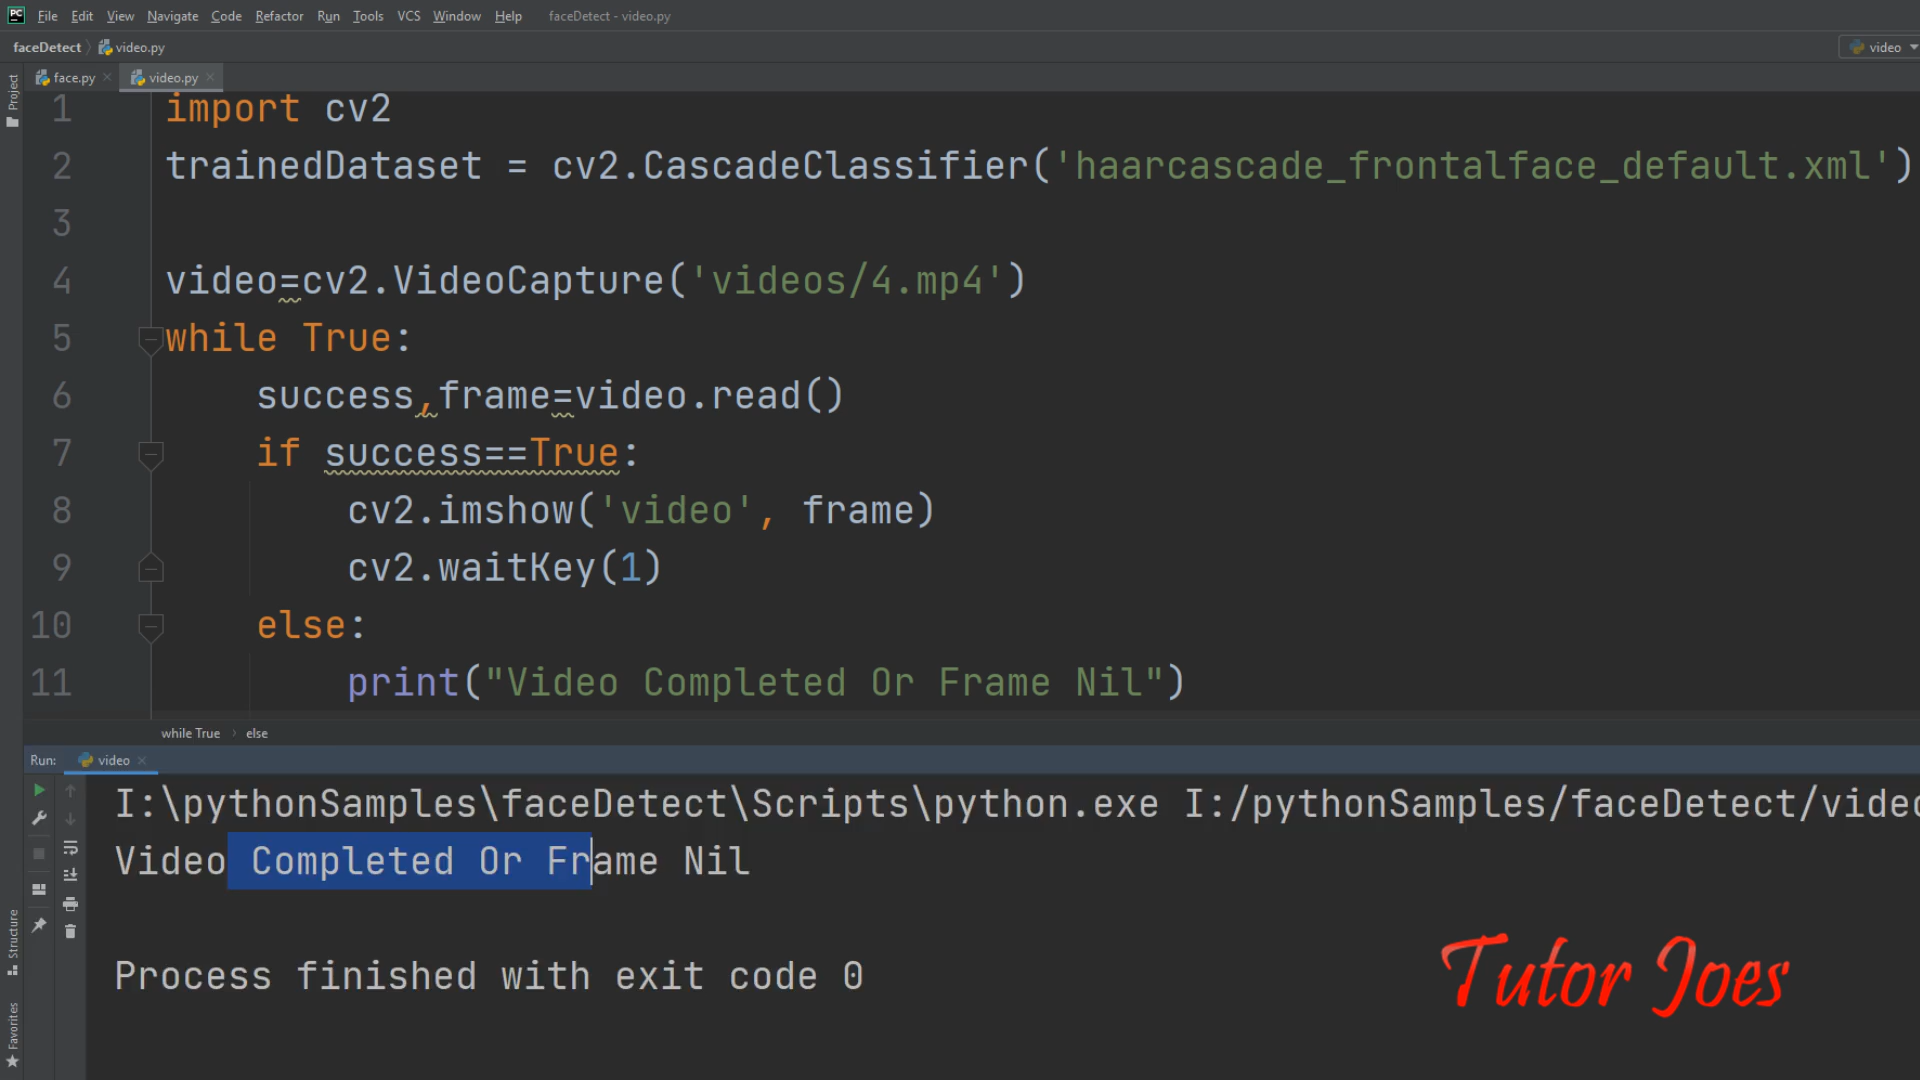 PC File Edit View Navigate Code Refactor Run Tools VCS Window Help faceDetect - video.py
faceDetect video.py video
face.py video.py
Project
1 import cv2
2 trainedDataset = cv2.CascadeClassifier('haarcascade_frontalface_default.xml')
3
4 video=cv2.VideoCapture('videos/4.mp4')
5 while True:
6 success,frame=video.read()
7 if success==True:
8 cv2.imshow('video', frame)
9 cv2.waitKey(1)
10 else:
11 print("Video Completed Or Frame Nil")
while True else
Run: video
I:\pythonSamples\faceDetect\Scripts\python.exe I:/pythonSamples/faceDetect/video
Video Completed Or Frame Nil
Process finished with exit code 0
Structure
Favorites
Tutor Joes